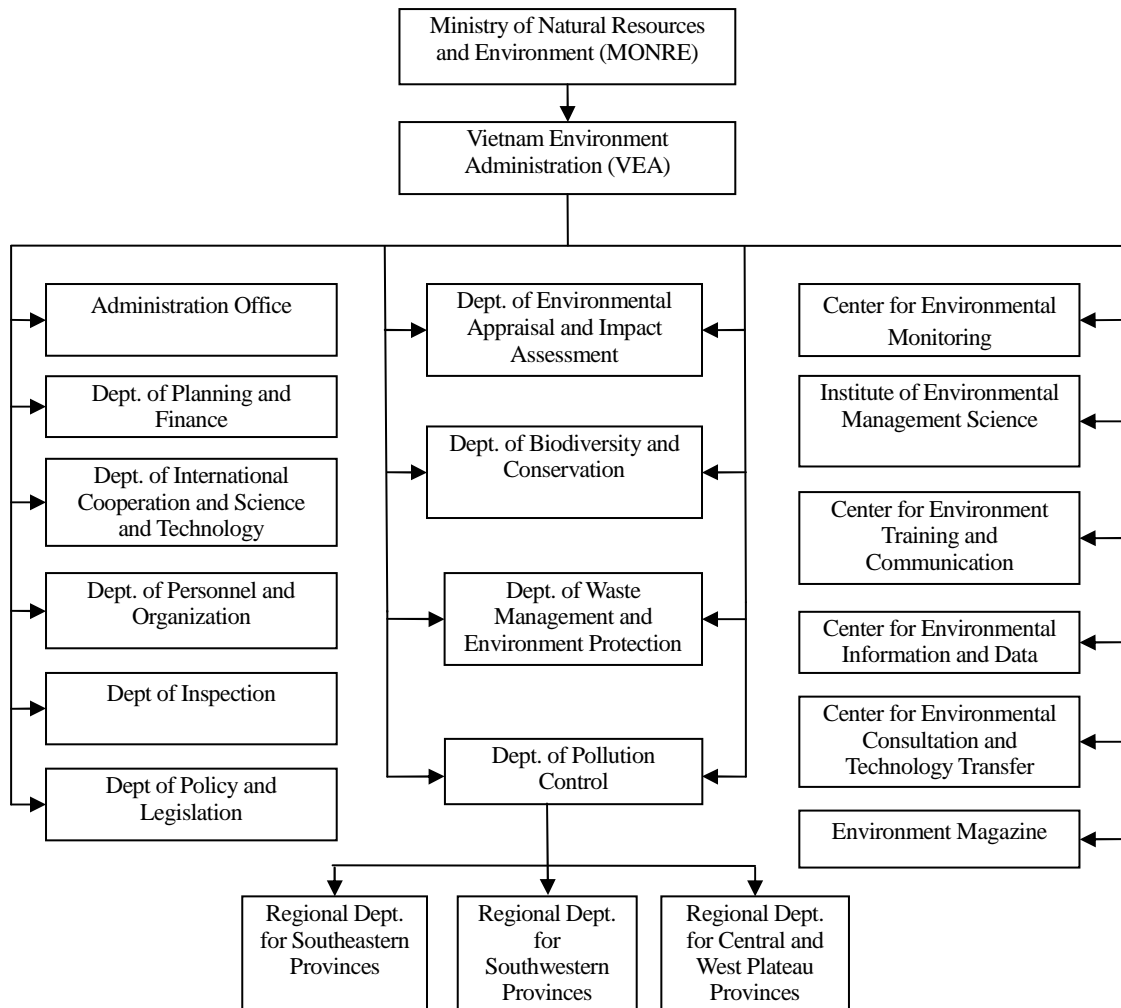 Ministry of Natural Resources
and Environment (MONRE)
Vietnam Environment
Administration (VEA)
Administration Office
Dept. of Planning and
Finance
Dept. of International
Cooperation and Science
and Technology
Dept. of Personnel and
Organization
Dept of Inspection
Dept of Policy and
Legislation
Dept. of Environmental
Appraisal and Impact
Assessment
Dept. of Biodiversity and
Conservation
Dept. of Waste
Management and
Environment Protection
Dept. of Pollution
Control
Center for Environmental
Monitoring
Institute of Environmental
Management Science
Center for Environment
Training and
Communication
Center for Environmental
Information and Data
Center for Environmental
Consultation and
Technology Transfer
Environment Magazine
Regional Dept.
for Southeastern
Provinces
Regional Dept.
for
Southwestern
Provinces
Regional Dept.
for Central and
West Plateau
Provinces